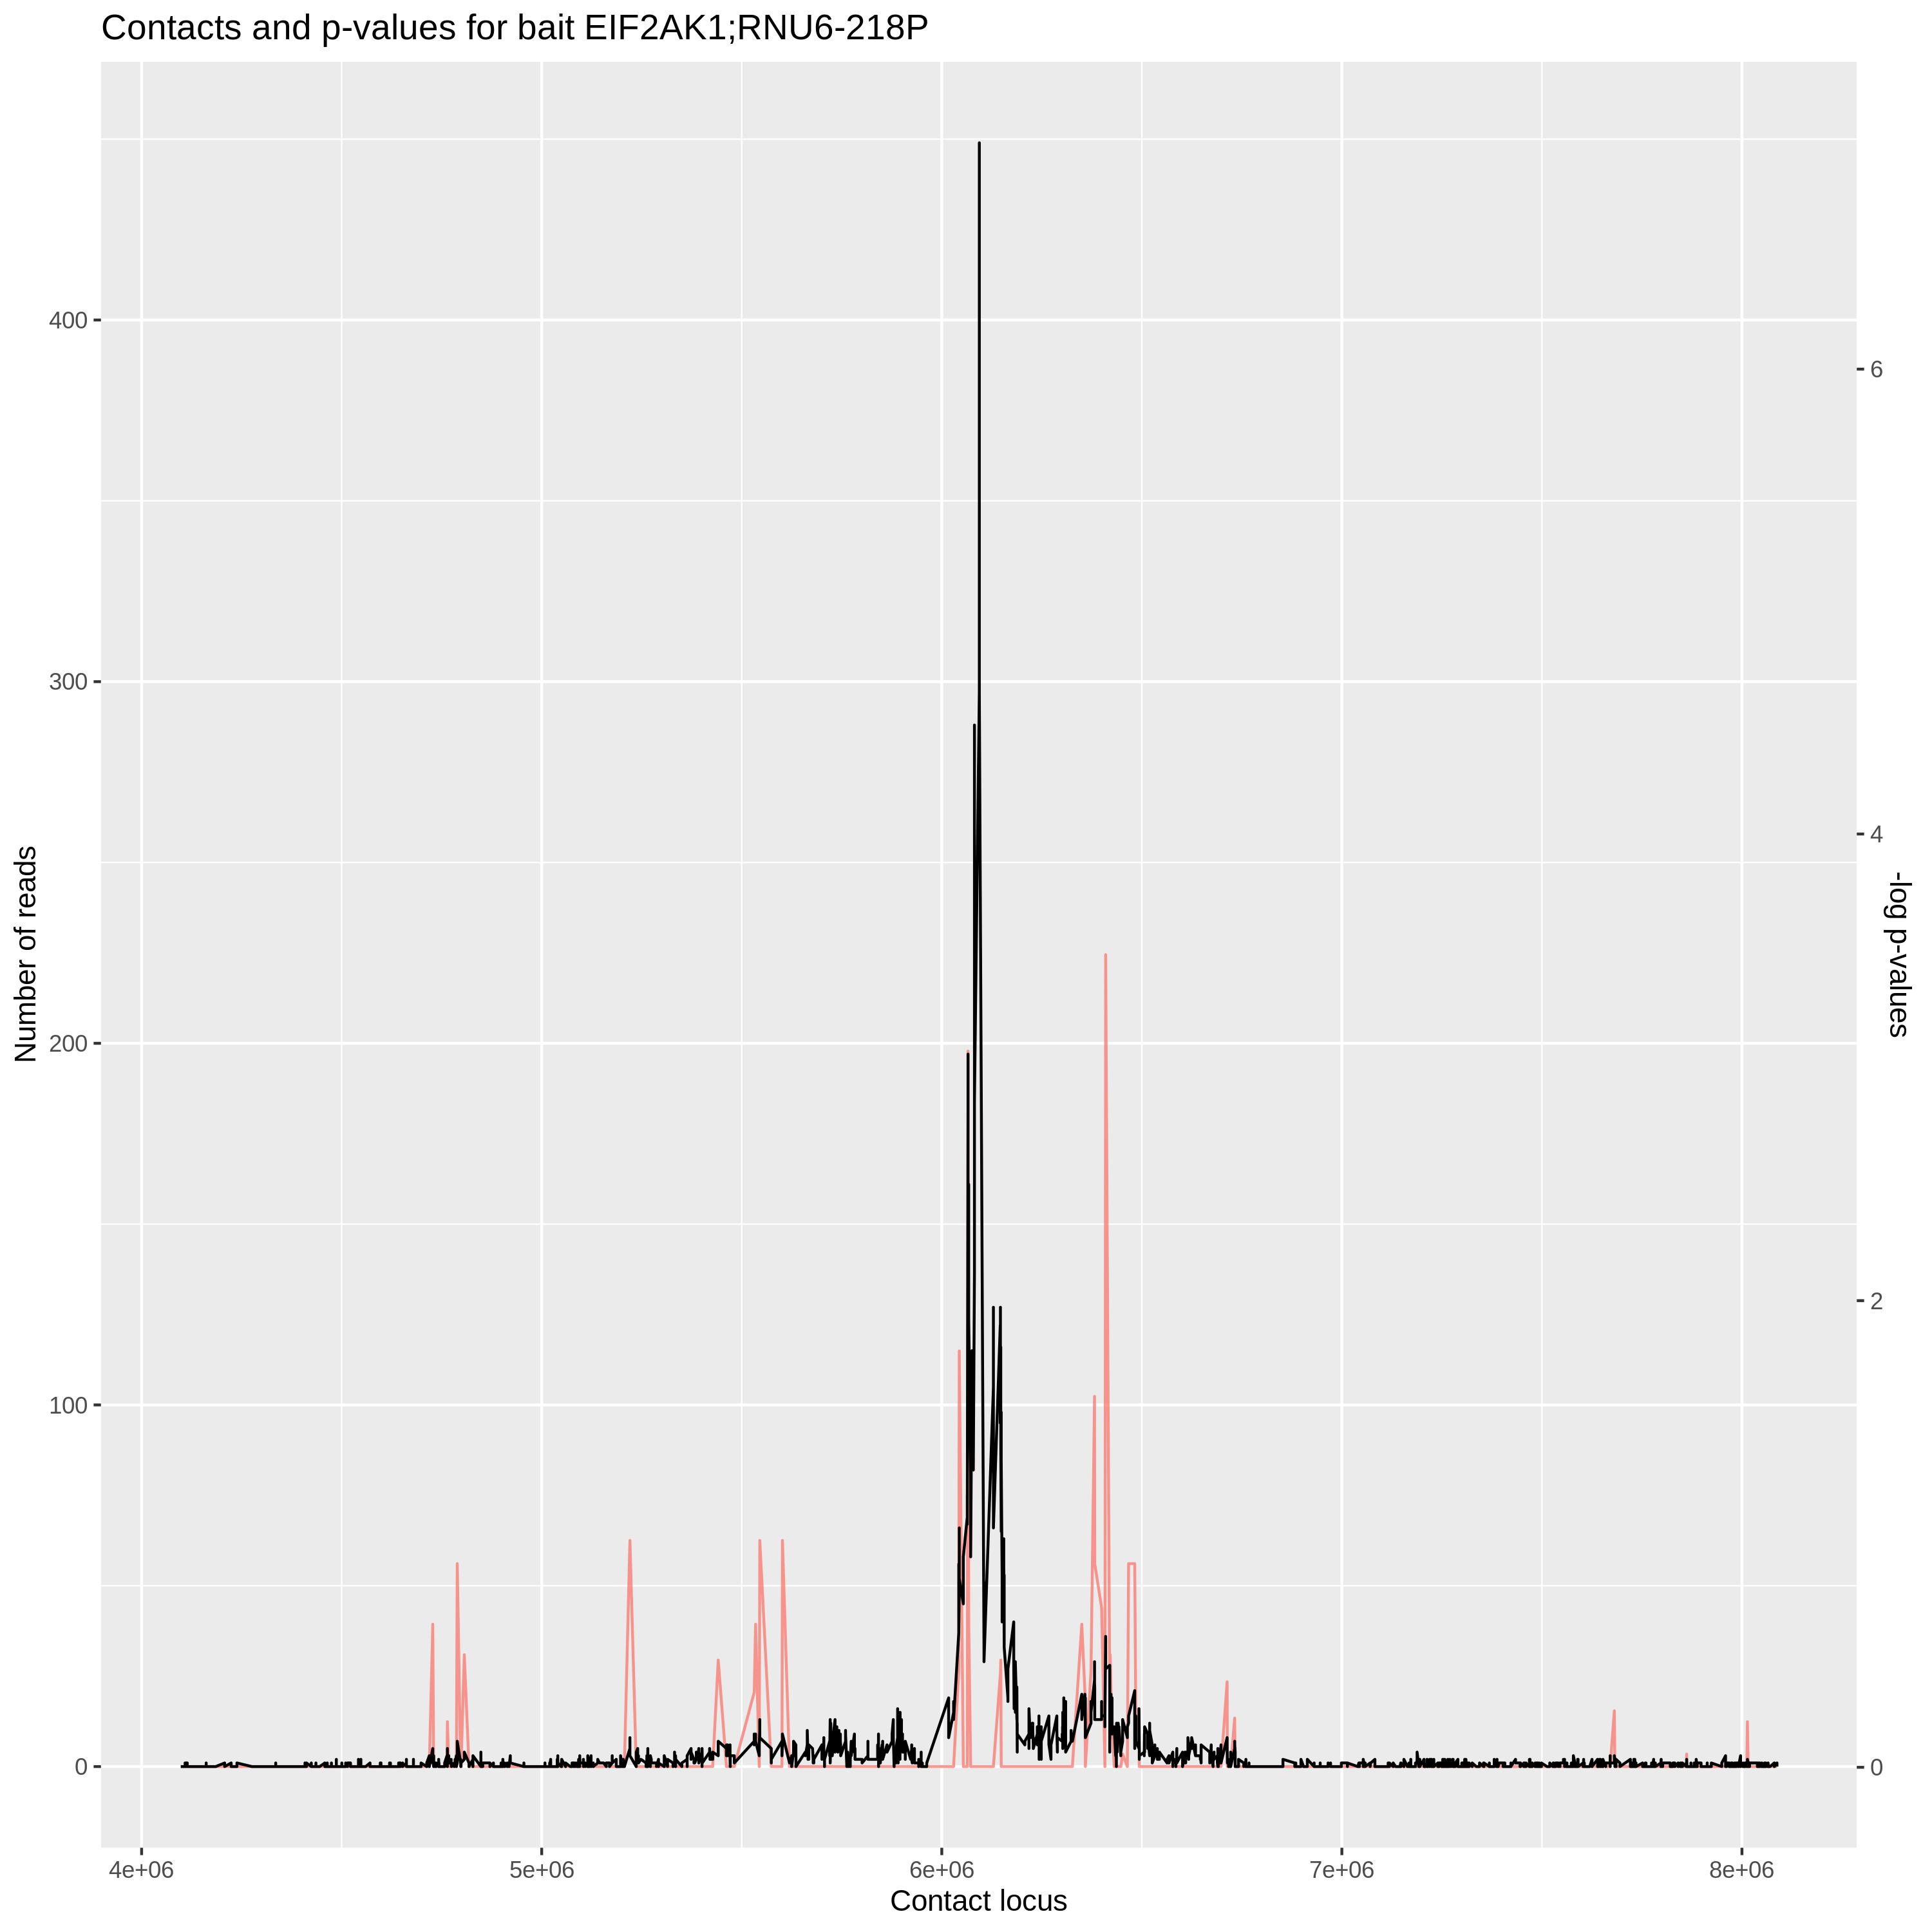 Contacts and p-values for bait EIF2AK1;RNU6-218P
Number of reads
400
300
200
100
0
6
4
2
0
-log p-values
4e+06
5e+06
6e+06
7e+06
8e+06
Contact locus